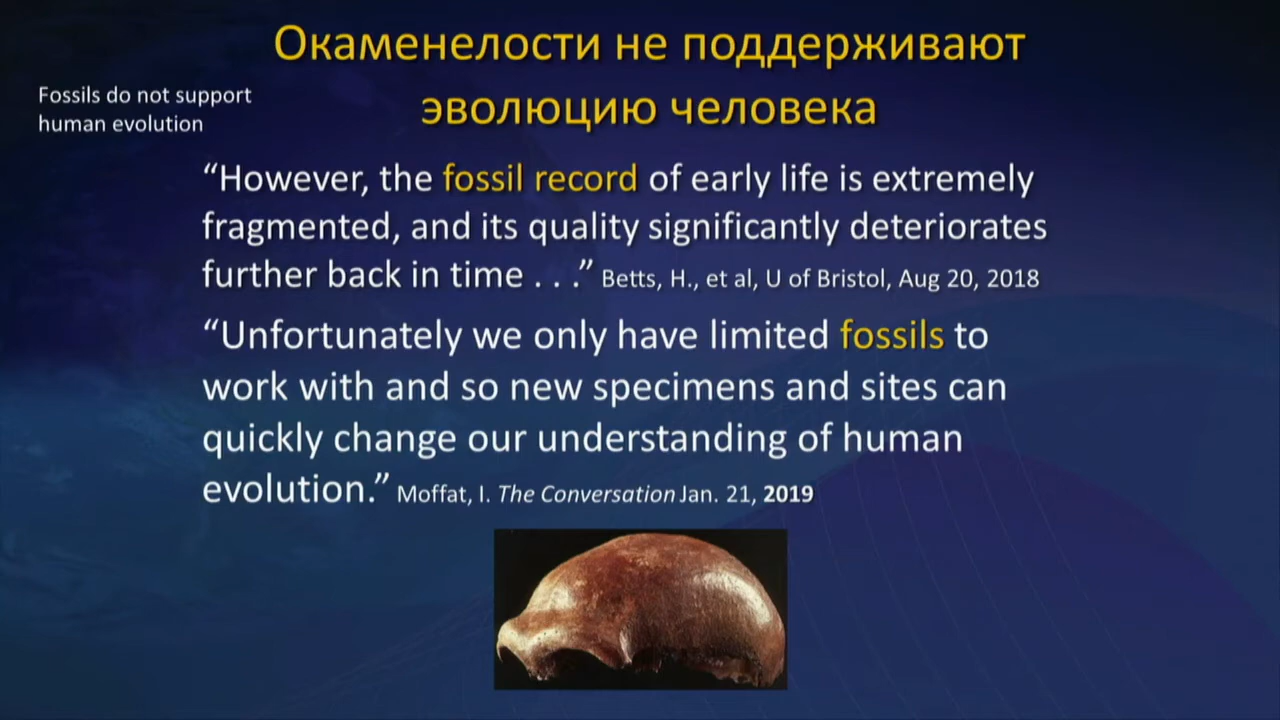 Окаменелости не поддерживают
эволюцию человека
Fossils do not support
human evolution
“However, the fossil record of early life is extremely
fragmented, and its quality significantly deteriorates
further back in time . . .” Betts, H., et al, U of Bristol, Aug 20, 2018
“Unfortunately we only have limited fossils to
work with and so new specimens and sites can
quickly change our understanding of human
evolution.” Moffat, I. The Conversation Jan. 21, 2019